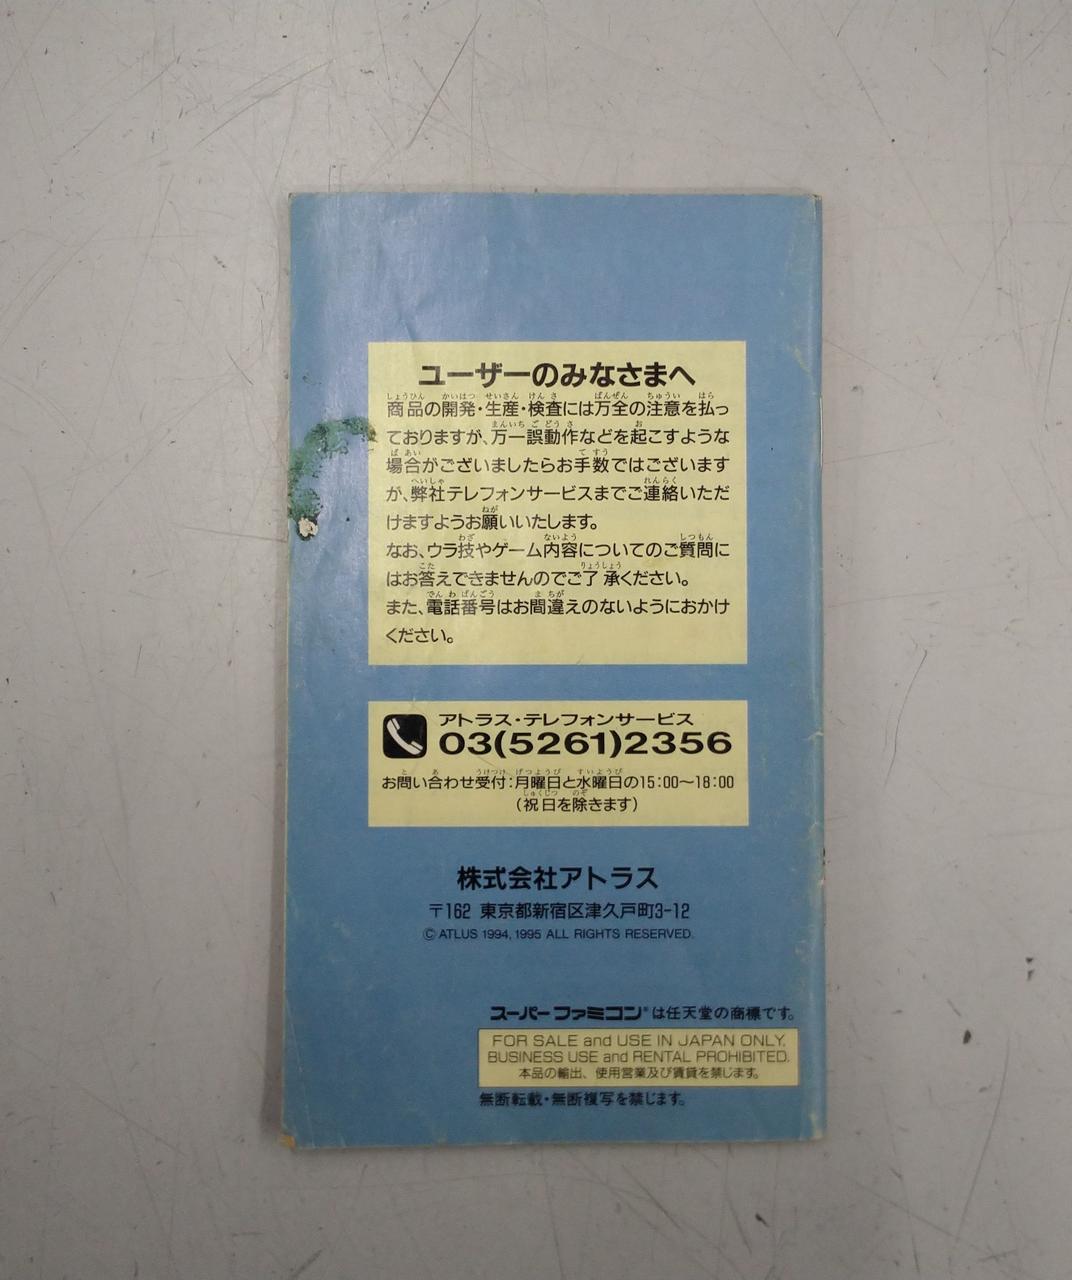 ユーザーのみなさまへ
商品の開発・生産・検査には万全の注意を払っ
ておりますが、万一誤動作などを起こすような
場合がございましたらお手数ではございます
が、弊社テレフォンサービスまでご連絡いただ
けますようお願いいたします。
なお、ウラ技やゲーム内容についてのご質問に
はお答えできませんのでご了承ください。
また、電話番号はお間違えのないようにおかけ
ください。
アトラス・テレフォンサービス
03(5261)2356
お問い合わせ受付:月曜日と水曜日の15:00〜18:00
(祝日を除きます)
株式会社アトラス
〒162 東京都新宿区津久戸町3-12
© ATLUS 1994, 1995 ALL RIGHTS RESERVED.
スーパーファミコン®は任天堂の商標です。
FOR SALE and USE IN JAPAN ONLY.
BUSINESS USE and RENTAL PROHIBITED.
本品の輸出、使用営業及び賃貸を禁じます。
無断転載・無断複写を禁じます。